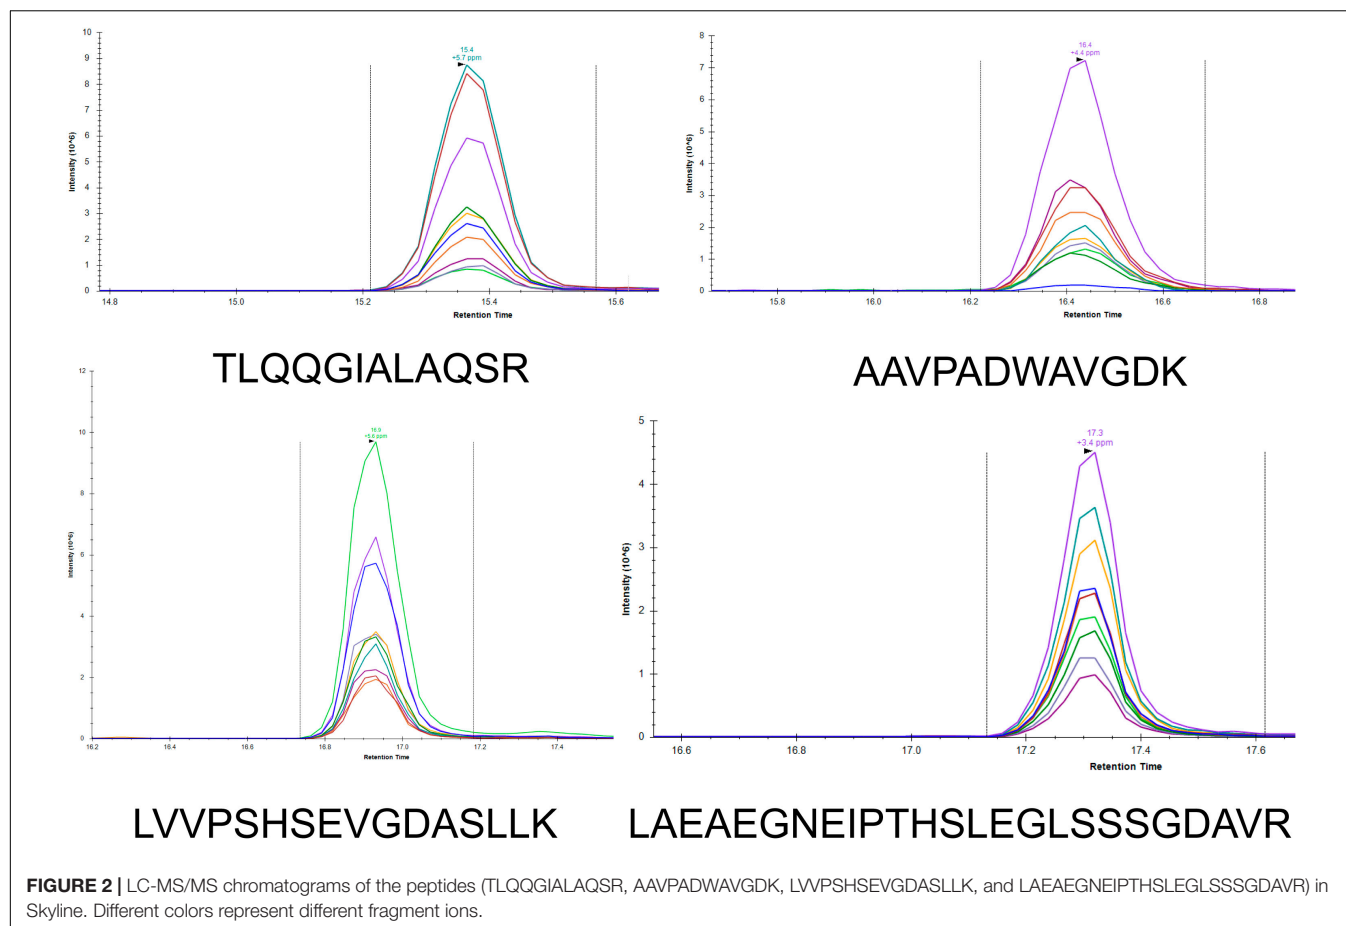 10
9
8
7
6
5
4
3
2
1
0
Intensity (10^6)
15.4
+5.7 ppm
14.8 15.0 15.2 15.4 15.6
Retention Time
TLQQGIALAQSR
8
7
6
5
4
3
2
1
0
Intensity (10^6)
16.4
+4.4 ppm
15.8 16.0 16.2 16.4 16.6 16.8
Retention Time
AAVPADWAVGDK
12
10
8
6
4
2
0
Intensity (10^6)
16.9
+5.6 ppm
16.2 16.4 16.6 16.8 17.0 17.2 17.4
Retention Time
LVVPSHSEVGDASLLK
5
4
3
2
1
0
Intensity (10^6)
17.3
+3.4 ppm
16.6 16.8 17.0 17.2 17.4 17.6
Retention Time
LAEAEGNEIPTHSLEGLSSSGDAVR
FIGURE 2 | LC-MS/MS chromatograms of the peptides (TLQQGIALAQSR, AAVPADWAVGDK, LVVPSHSEVGDASLLK, and LAEAEGNEIPTHSLEGLSSSGDAVR) in
Skyline. Different colors represent different fragment ions.